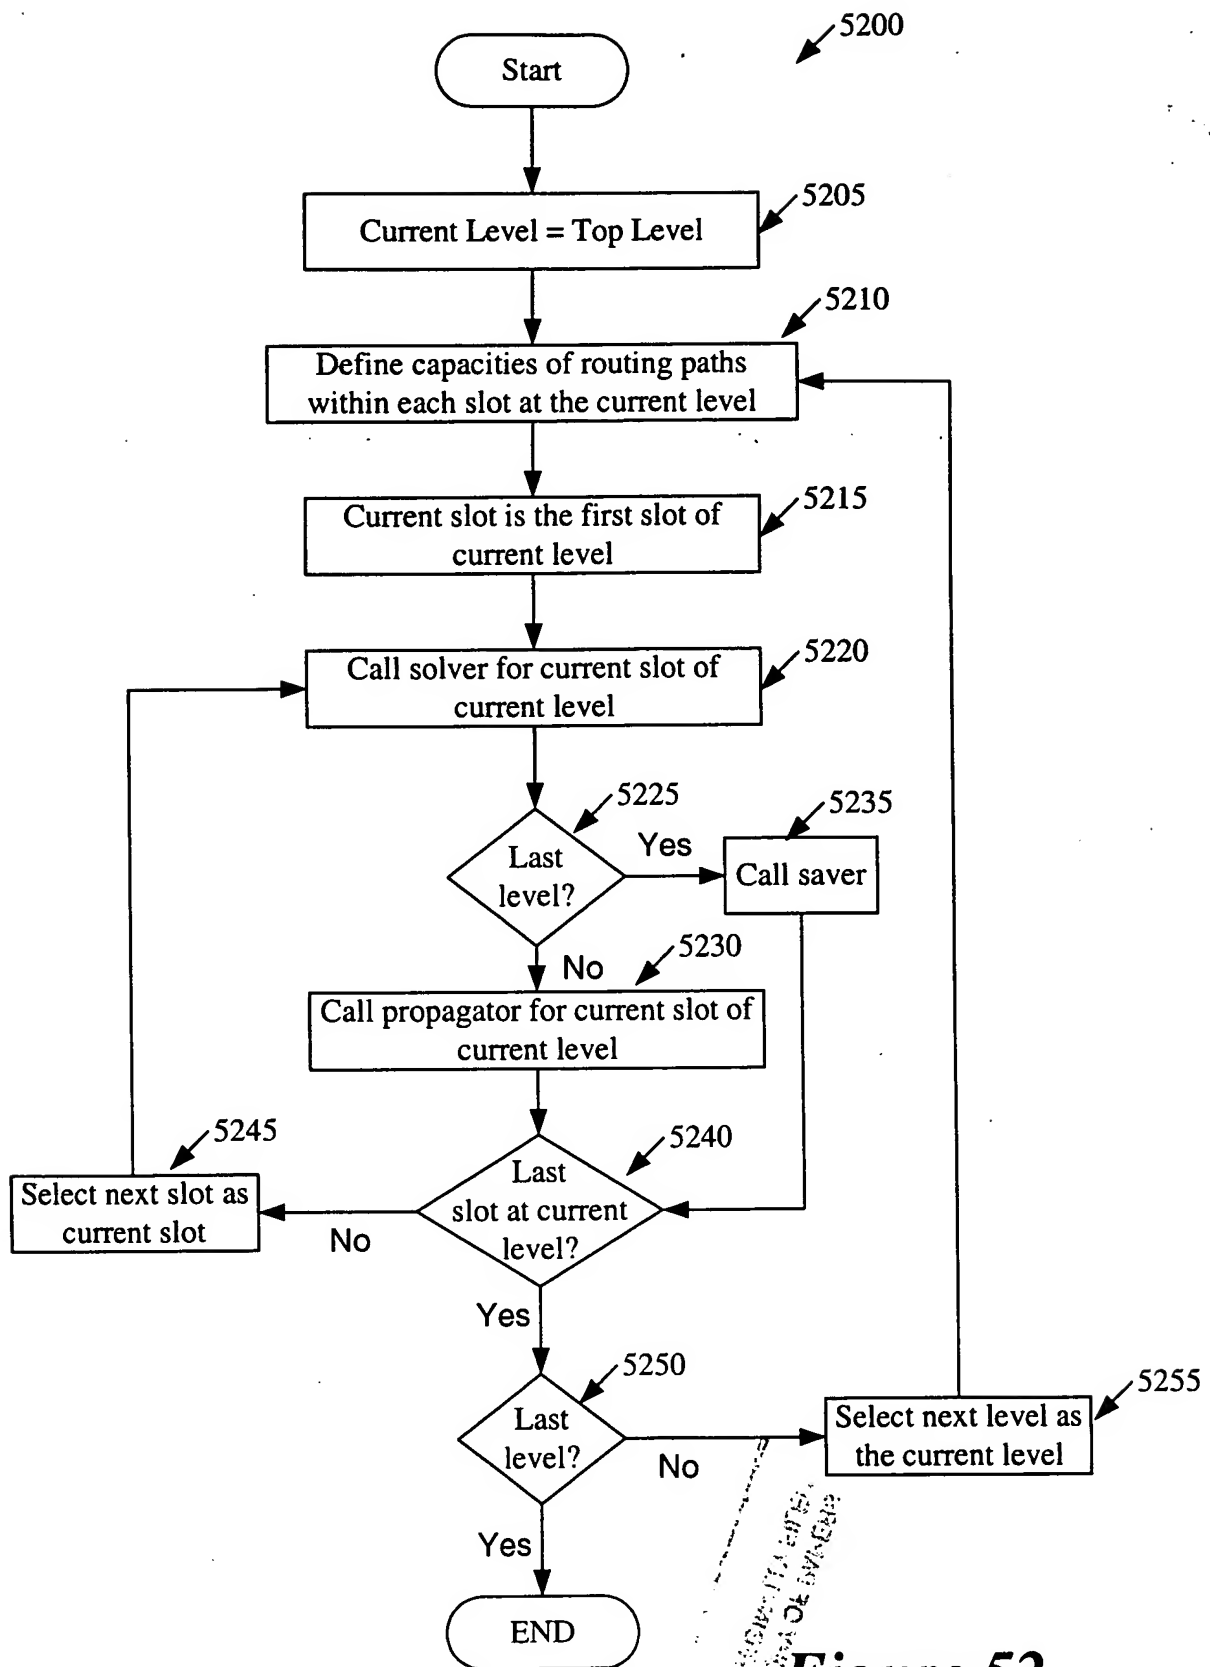 5200
Start
5205
Current Level = Top Level
5210
Define capacities of routing paths
within each slot at the current level
5215
Current slot is the first slot of
current level
5220
Call solver for current slot of
current level
5225
5235
Last
level?
Yes
Call saver
No
5230
Call propagator for current slot of
current level
5245
5240
Select next slot as
current slot
No
Last
slot at current
level?
Yes
5250
5255
Last
level?
No
Select next level as
the current level
Yes
END
Figure 52